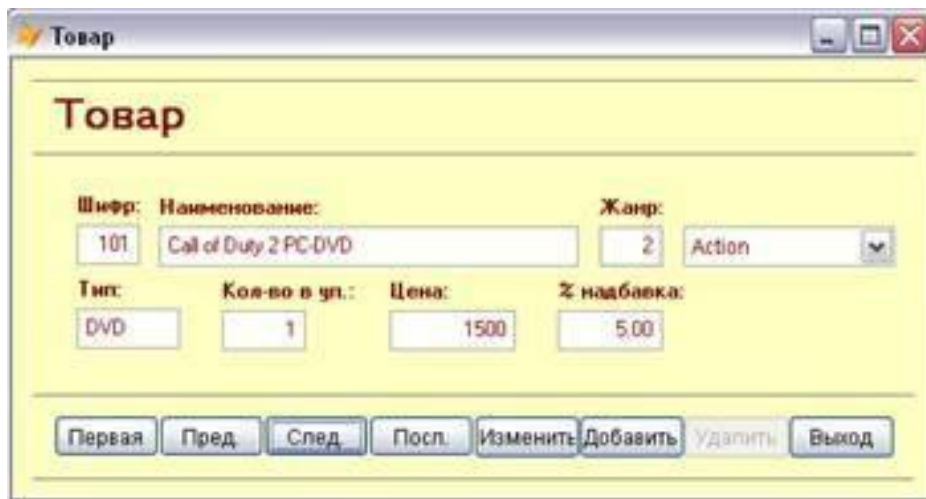 Товар
Товар
Шифр: Наименование: Жанр:
101 Call of Duty 2 PC-DVD 2 Action
Тип: Кол-во в уп.: Цена: % надбавка:
DVD 1 1500 5,00
Первая Пред. След. Посл. Изменить Добавить Удалить Выход